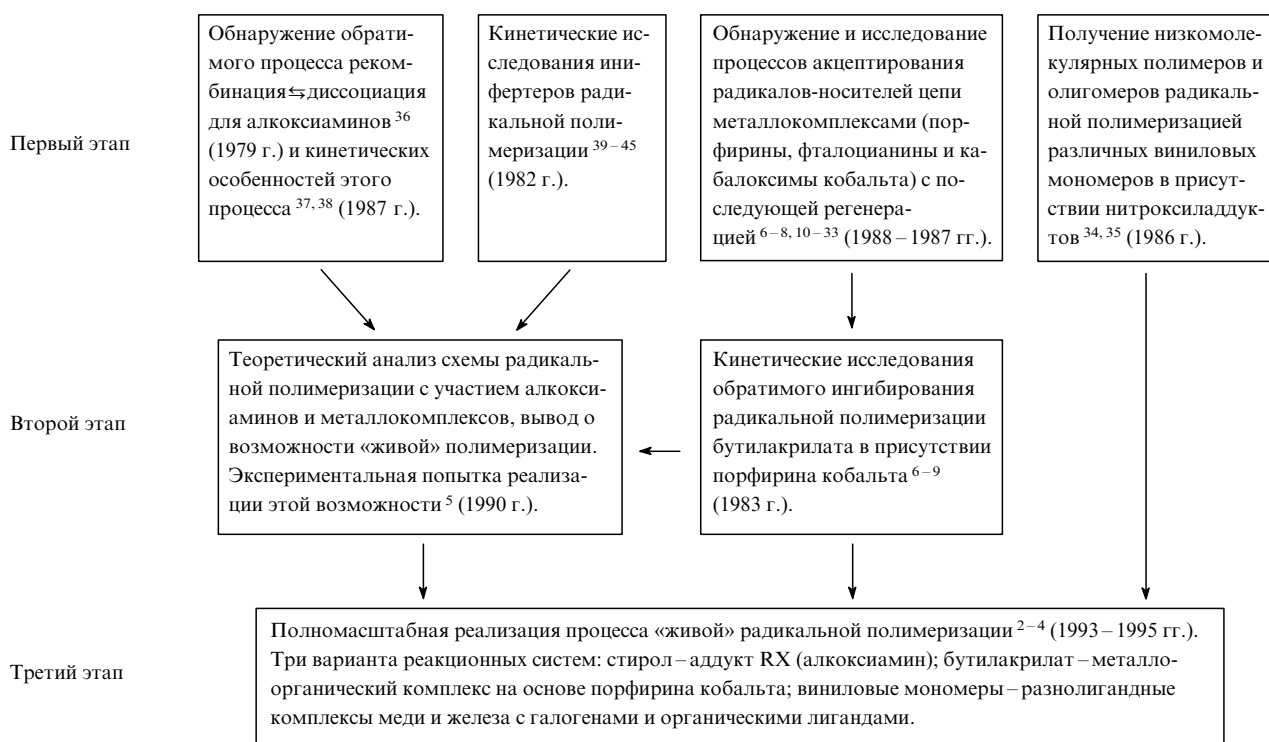 Первый этап
Обнаружение обрати-
мого процесса реком-
бинация⇆диссоциация
для алкоксиаминов 36
(1979 г.) и кинетических
особенностей этого
процесса 37, 38 (1987 г.).
Кинетические ис-
следования ини-
фертеров ради-
кальной поли-
меризации 39 – 45
(1982 г.).
Обнаружение и исследование
процессов акцептирования
радикалов-носителей цепи
металлокомплексами (пор-
фирины, фталоцианины и ка-
балоксимы кобальта) с по-
следующей регенера-
цией 6 – 8, 10 – 33 (1988 – 1987 гг.).
Получение низкомоле-
кулярных полимеров и
олигомеров радикаль-
ной полимеризацией
различных виниловых
мономеров в присут-
ствии нитроксиладдук-
тов 34, 35 (1986 г.).
Второй этап
Теоретический анализ схемы радикаль-
ной полимеризации с участием алкокси-
аминов и металлокомплексов, вывод о
возможности «живой» полимеризации.
Экспериментальная попытка реализа-
ции этой возможности 5 (1990 г.).
Кинетические исследования
обратимого ингибирования
радикальной полимеризации
бутилакрилата в присутствии
порфирина кобальта 6 – 9
(1983 г.).
Третий этап
Полномасштабная реализация процесса «живой» радикальной полимеризации 2 – 4 (1993 – 1995 гг.).
Три варианта реакционных систем: стирол – аддукт RX (алкоксиамин); бутилакрилат – металло-
органический комплекс на основе порфирина кобальта; виниловые мономеры – разнолигандные
комплексы меди и железа с галогенами и органическими лигандами.